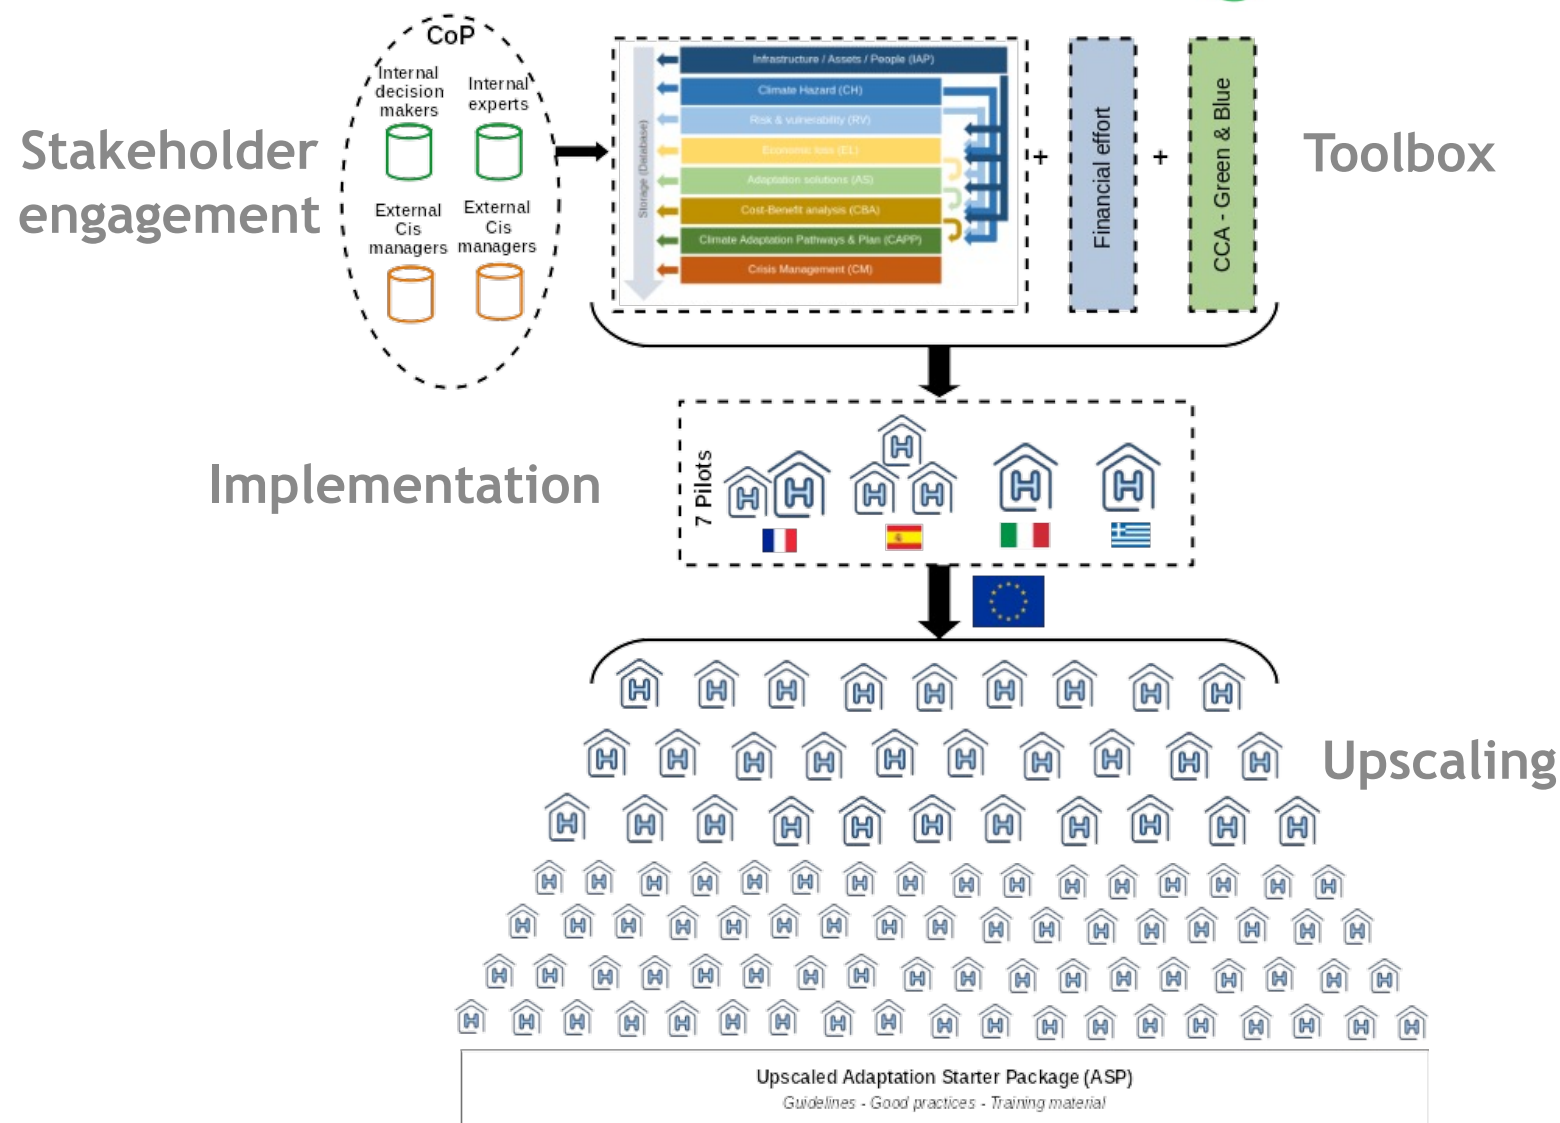 Stakeholder
engagement
CoP
Internal
decision
makers
Internal
experts
External
Cis
managers
External
Cis
managers
Storage (Database)
Infrastructure / Assets / People (IAP)
Climate Hazard (CH)
Risk & vulnerability (RV)
Economic loss (EL)
Adaptation solutions (AS)
Cost-Benefit analysis (CBA)
Climate Adaptation Pathways & Plan (CAPP)
Crisis Management (CM)
+
Financial effort
+
CCA - Green & Blue
Toolbox
Implementation
7 Pilots
Upscaling
Upscaled Adaptation Starter Package (ASP)
Guidelines - Good practices - Training material